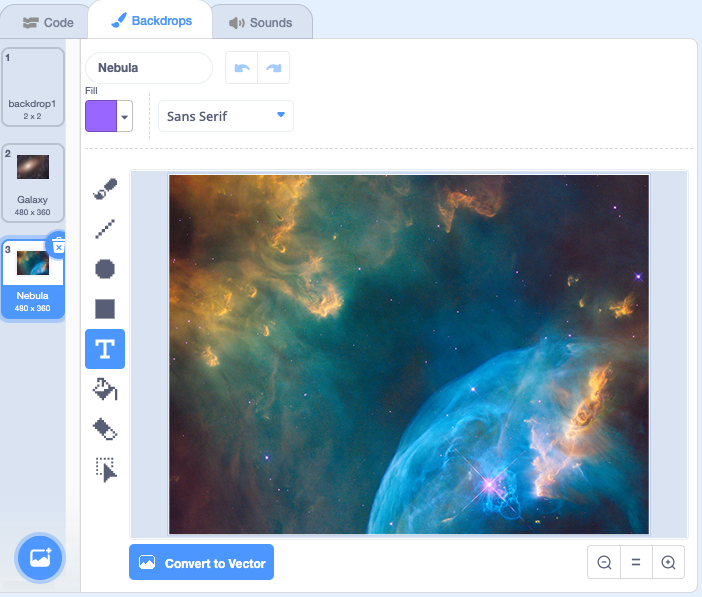 Code
Backdrops
Sounds
1
backdrop1
2 x 2
2
Galaxy
480 x 360
3
Nebula
480 x 360
Nebula
Fill
Sans Serif
T
Convert to Vector
=